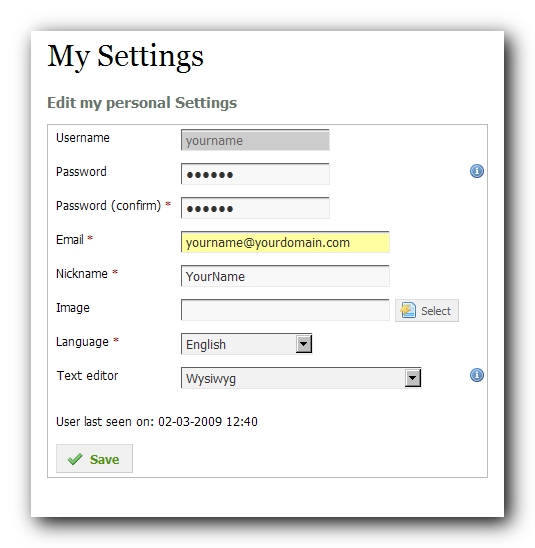 My Settings
Edit my personal Settings
Username yourname
Password ●●●●●●
Password (confirm) * ●●●●●●
Email * yourname@yourdomain.com
Nickname * YourName
Image Select
Language * English
Text editor Wysiwyg
User last seen on: 02-03-2009 12:40
Save